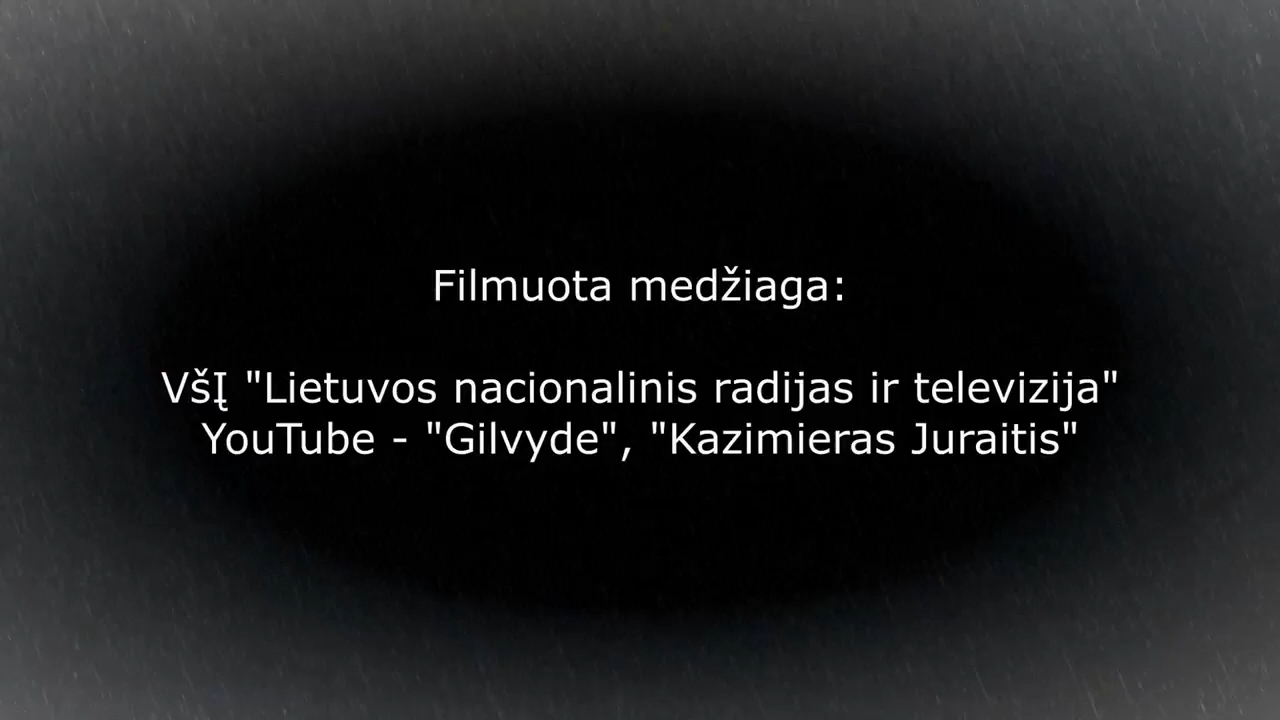 Filmuota medžiaga:
VšĮ "Lietuvos nacionalinis radijas ir televizija"
YouTube - "Gilvyde", "Kazimieras Juraitis"